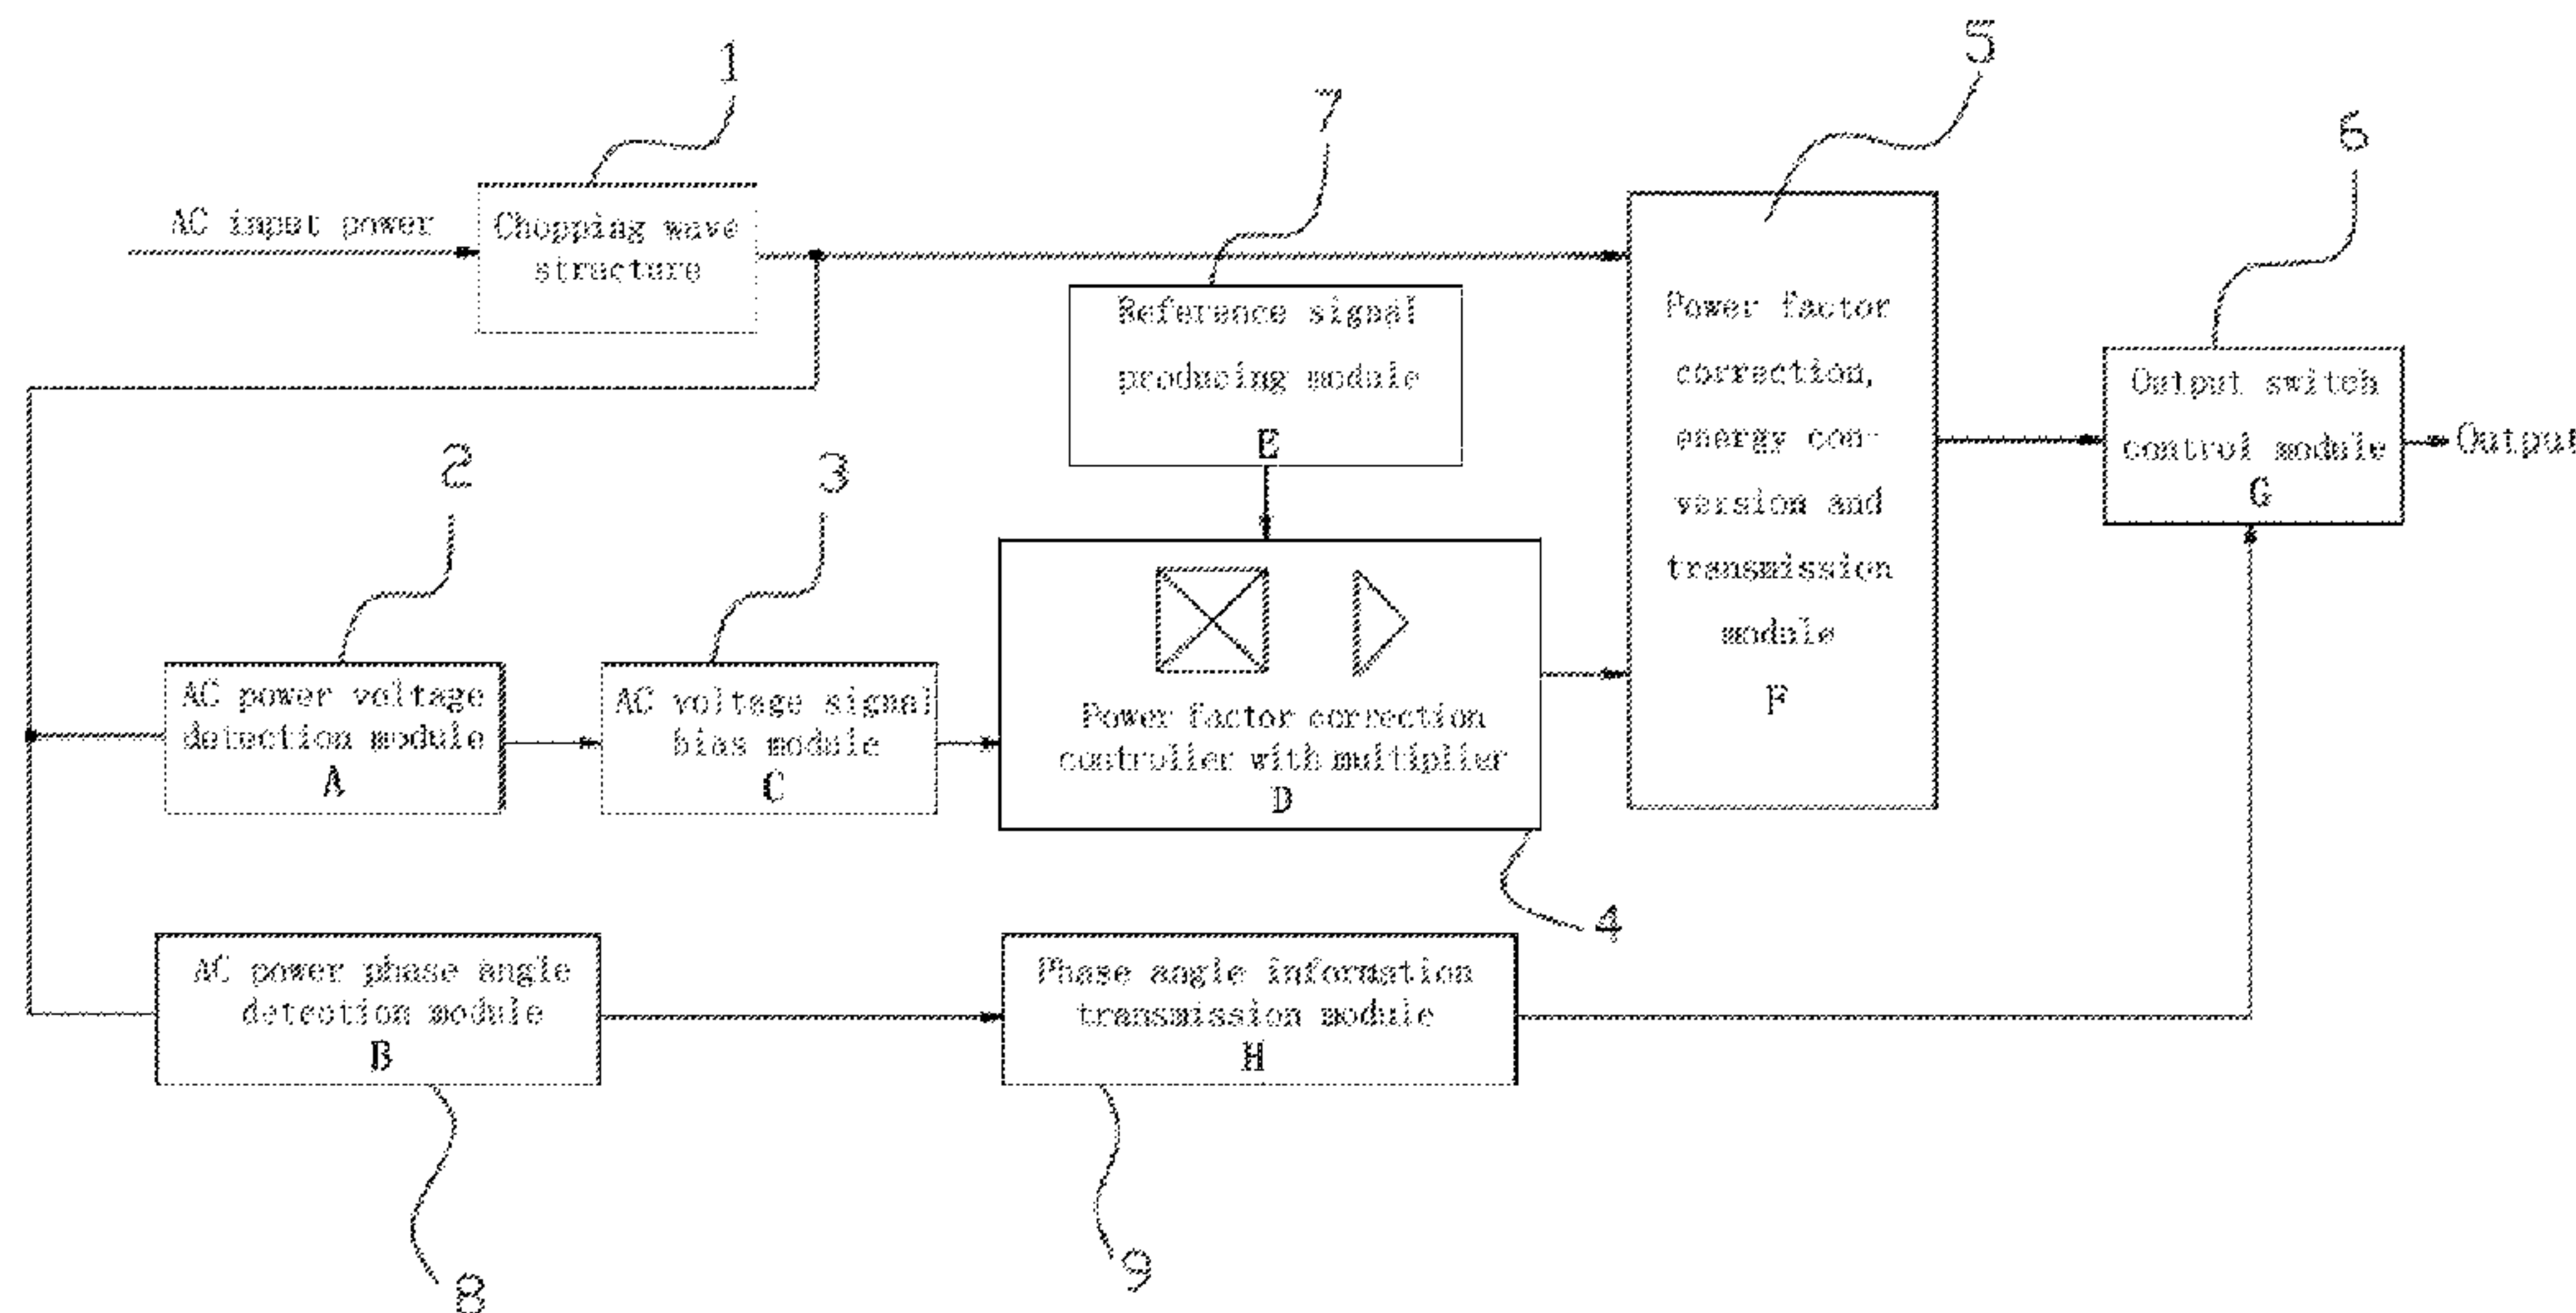 1
5
7
6
AC input power
Chopping wave
structure
Reference signal
producing module
E
Power factor
correction,
energy con-
version and
transmission
module
F
Output switch
control module
G
Output
2
3
AC power voltage
detection module
A
AC voltage signal
bias module
C
Power factor correction
controller with multiplier
D
4
AC power phase angle
detection module
B
Phase angle information
transmission module
H
8
9